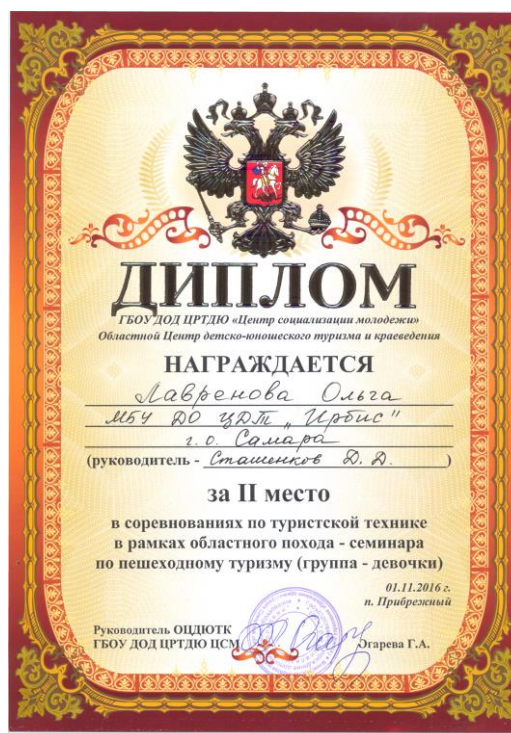 ДИПЛОМ
ГБОУ ДОД ЦРТДЮ «Центр социализации молодежи»
Областной Центр детско-юношеского туризма и краеведения
НАГРАЖДАЕТСЯ
Лавренова Ольга
МБУ ДО ЦДТ „Ирбис"
г.о. Самара
(руководитель - Сташенков Д.Д. )
за II место
в соревнованиях по туристской технике
в рамках областного похода - семинара
по пешеходному туризму (группа - девочки)
01.11.2016 г.
п. Прибрежный
Руководитель ОЦДЮТК
ГБОУ ДОД ЦРТДЮ ЦСМ Огарева Г.А.